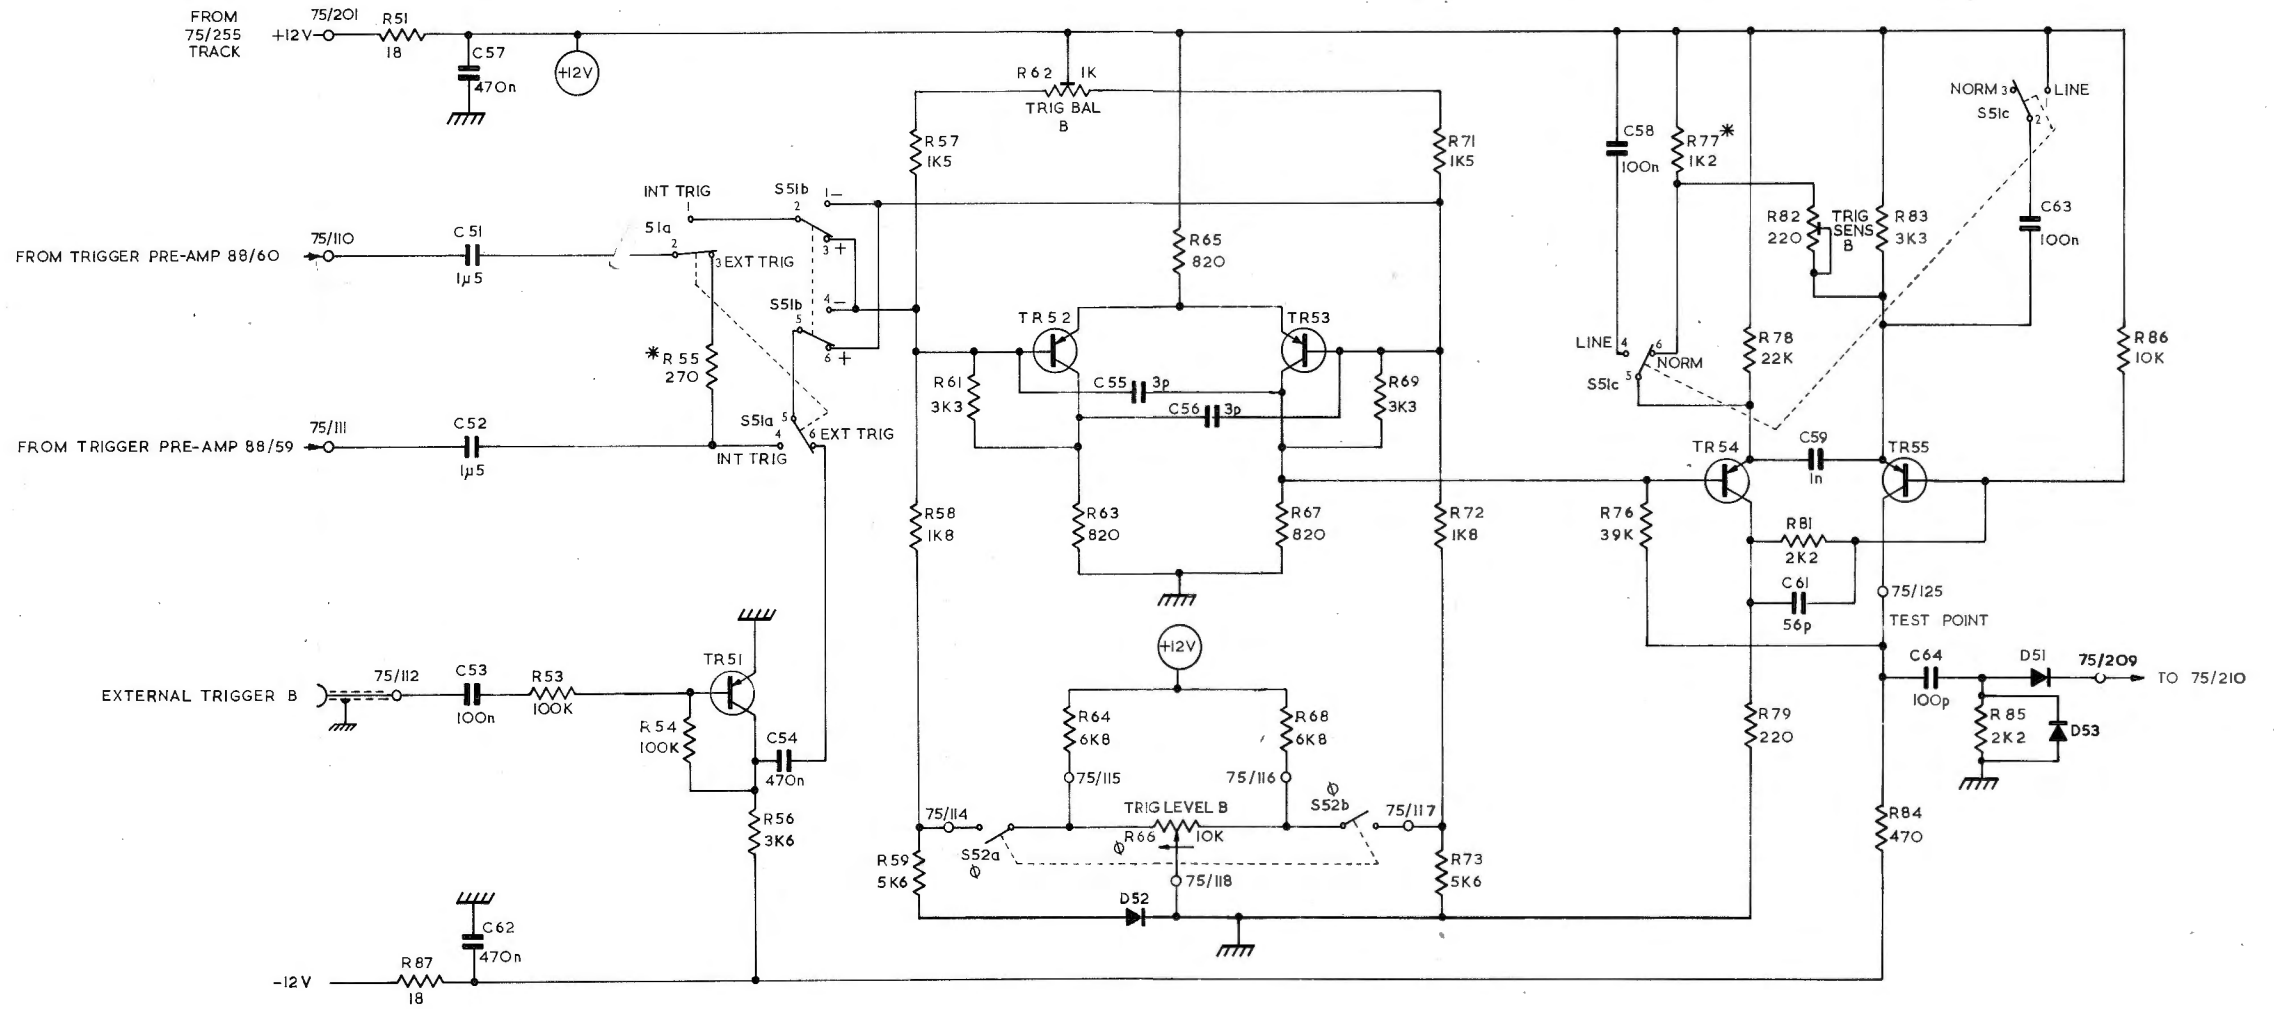 FROM
75/255
TRACK
75/201
+12V
R51
18
C57
470n
+12V
R62 1K
TRIG BAL
B
R57
1K5
R71
1K5
C58
100n
R77*
1K2
NORM 3
LINE
1
S51c
2
INT TRIG
1
S51b
2
1 −
3 +
51a
2
3 EXT TRIG
FROM TRIGGER PRE-AMP 88/60
75/110
C51
1µ5
S51b
4 −
5
6 +
R65
820
R82
220
TRIG
SENS
B
R83
3K3
C63
100n
TR52
TR53
LINE 4
6
NORM
S51c
5
R78
22K
R86
10K
* R55
270
R61
3K3
C55 3p
C56 3p
R69
3K3
FROM TRIGGER PRE-AMP 88/59
75/111
C52
1µ5
S51a
5
4
6 EXT TRIG
INT TRIG
TR54
C59
1n
TR55
R58
1K8
R63
820
R67
820
R72
1K8
R76
39K
R81
2K2
C61
56p
75/125
TEST POINT
+12V
EXTERNAL TRIGGER B
75/112
C53
100n
R53
100K
TR51
R54
100K
C54
470n
R64
6K8
R68
6K8
C64
100p
D51
75/209
TO 75/210
R79
220
R85
2K2
D53
75/115
75/116
R56
3K6
75/114
TRIG LEVEL B
R66
10K
Ø
Ø
S52b
75/117
R84
470
S52a
Ø
R59
5K6
R73
5K6
75/118
D52
C62
470n
−12V
R87
18